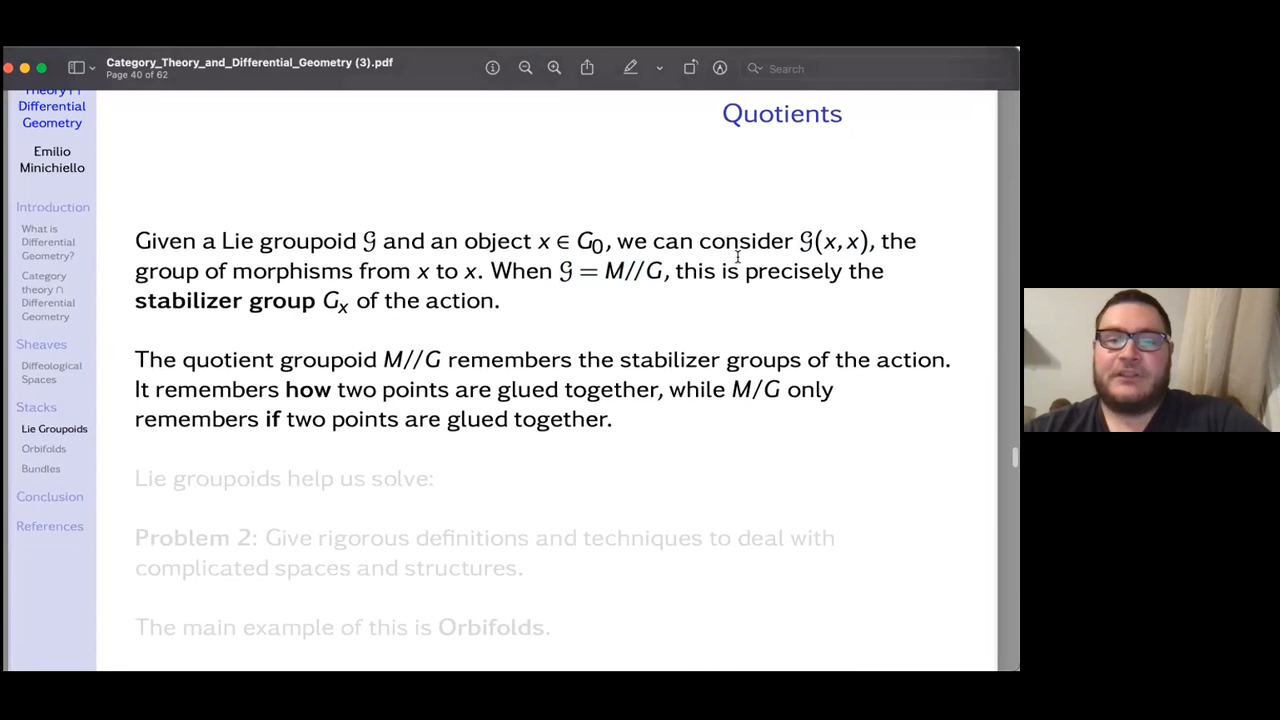 Category_Theory_and_Differential_Geometry (3).pdf
Page 40 of 62
Search
Theory ∩
Differential
Geometry
Emilio
Minichiello
Introduction
What is
Differential
Geometry?
Category
theory ∩
Differential
Geometry
Sheaves
Diffeological
Spaces
Stacks
Lie Groupoids
Orbifolds
Bundles
Conclusion
References
Quotients
Given a Lie groupoid 𝒢 and an object x ∈ G₀, we can consider 𝒢(x, x), the
group of morphisms from x to x. When 𝒢 = M//G, this is precisely the
stabilizer group Gₓ of the action.
The quotient groupoid M//G remembers the stabilizer groups of the action.
It remembers how two points are glued together, while M/G only
remembers if two points are glued together.
Lie groupoids help us solve:
Problem 2: Give rigorous definitions and techniques to deal with
complicated spaces and structures.
The main example of this is Orbifolds.